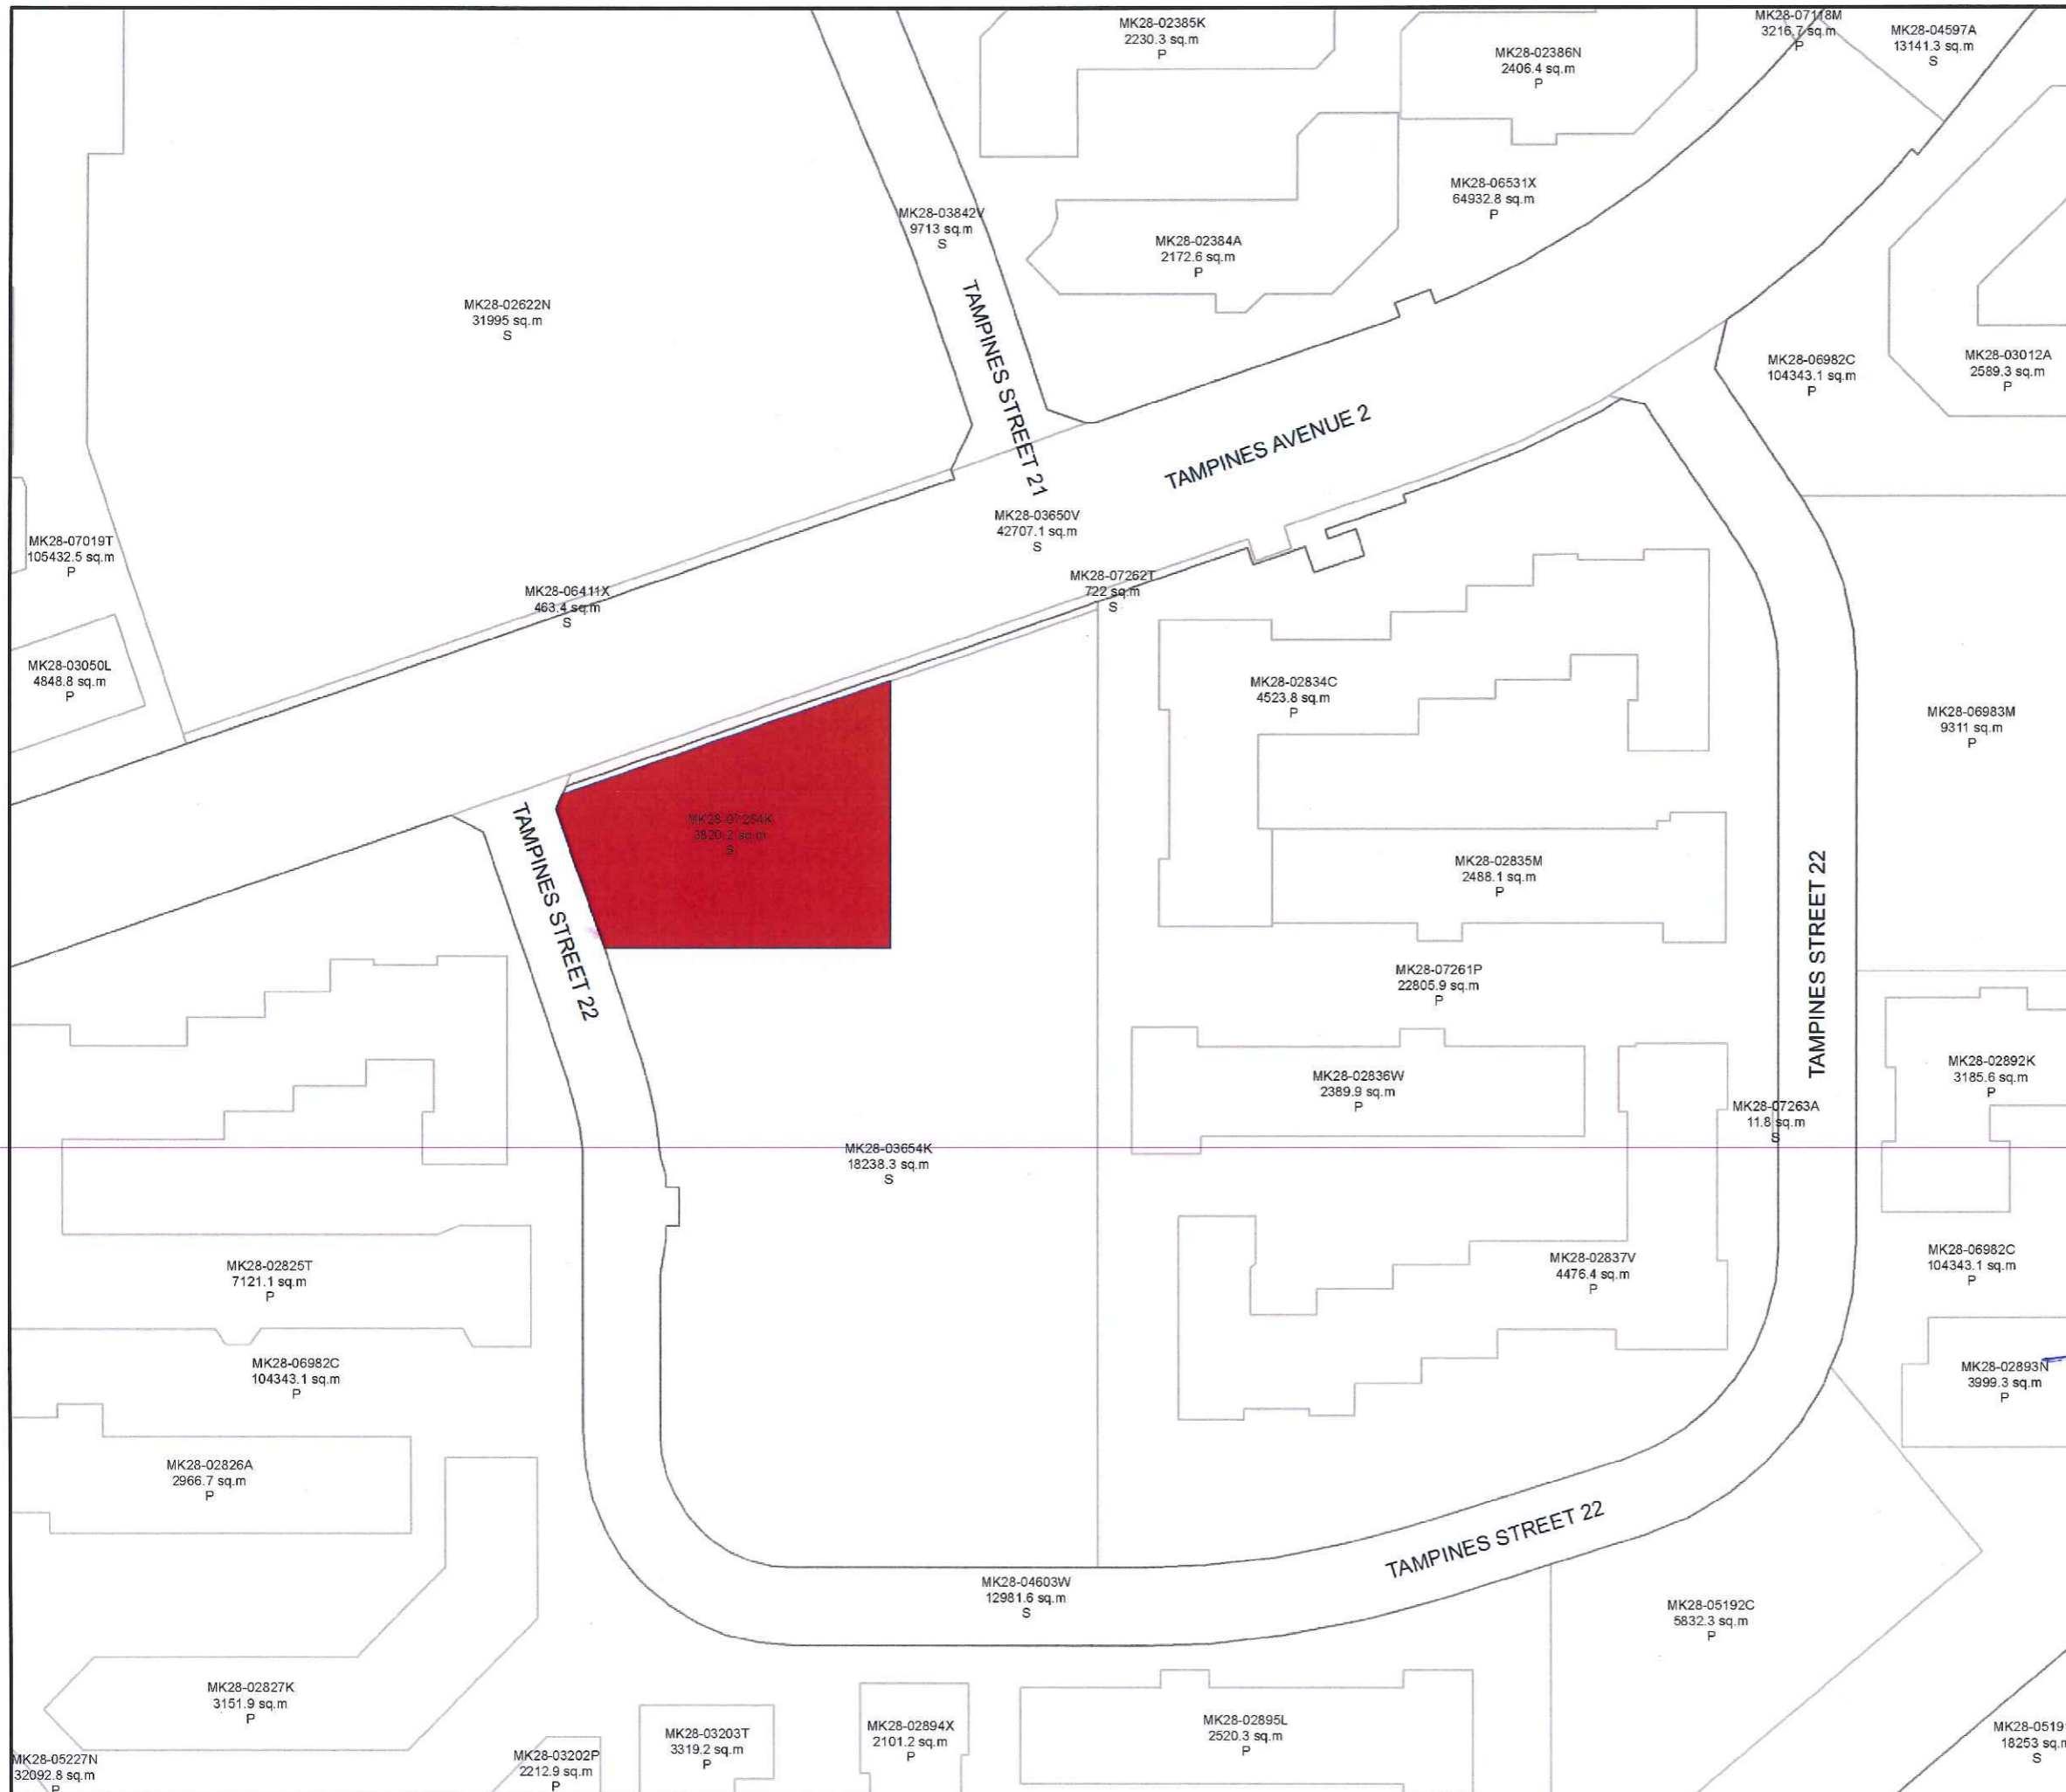 MK28-02385K
2230.3 sq.m
P
MK28-02386N
2406.4 sq.m
P
MK28-07118M
3216.7 sq.m
P
MK28-04597A
13141.3 sq.m
S
MK28-06531X
64932.8 sq.m
P
MK28-03842V
9713 sq.m
S
MK28-02384A
2172.6 sq.m
P
MK28-02622N
31995 sq.m
S
TAMPINES STREET 21
MK28-06982C
104343.1 sq.m
P
MK28-03012A
2589.3 sq.m
P
TAMPINES AVENUE 2
MK28-03650V
42707.1 sq.m
S
MK28-07019T
105432.5 sq.m
P
MK28-06411X
463.4 sq.m
S
MK28-07262T
722 sq.m
S
MK28-03050L
4848.8 sq.m
P
MK28-02834C
4523.8 sq.m
P
MK28-06983M
9311 sq.m
P
MK28-07264K
3820.2 sq.m
S
TAMPINES STREET 22
MK28-02835M
2488.1 sq.m
P
TAMPINES STREET 22
MK28-07261P
22805.9 sq.m
P
MK28-02836W
2389.9 sq.m
P
MK28-02892K
3185.6 sq.m
P
MK28-07263A
11.8 sq.m
S
MK28-03654K
18238.3 sq.m
S
MK28-02825T
7121.1 sq.m
P
MK28-02837V
4476.4 sq.m
P
MK28-06982C
104343.1 sq.m
P
MK28-06982C
104343.1 sq.m
P
MK28-02893N
3999.3 sq.m
P
MK28-02826A
2966.7 sq.m
P
TAMPINES STREET 22
MK28-04603W
12981.6 sq.m
S
MK28-05192C
5832.3 sq.m
P
MK28-02827K
3151.9 sq.m
P
MK28-03203T
3319.2 sq.m
P
MK28-02894X
2101.2 sq.m
P
MK28-02895L
2520.3 sq.m
P
MK28-0519
18253 sq.m
S
MK28-05227N
32092.8 sq.m
P
MK28-03202P
2212.9 sq.m
P